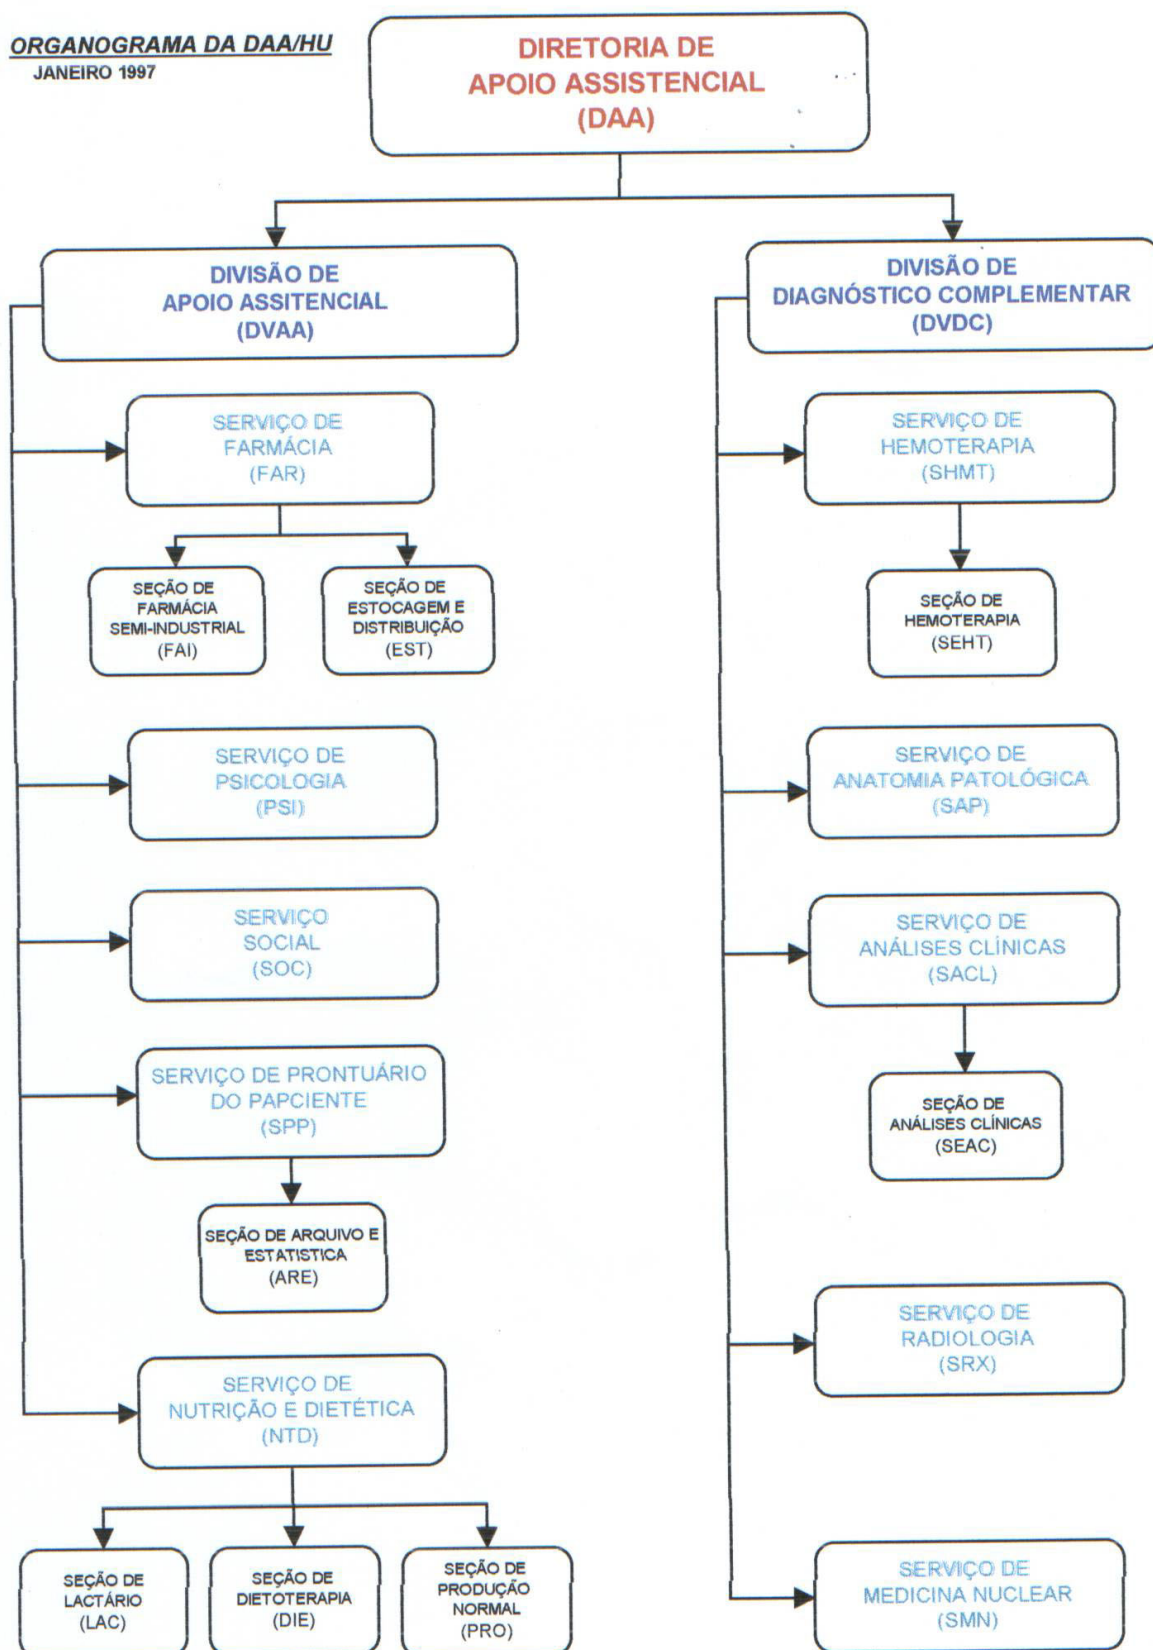 ORGANOGRAMA DA DAA/HU
JANEIRO 1997
DIRETORIA DE
APOIO ASSISTENCIAL
(DAA)
DIVISÃO DE
APOIO ASSITENCIAL
(DVAA)
SERVIÇO DE
FARMÁCIA
(FAR)
SEÇÃO DE
FARMÁCIA
SEMI-INDUSTRIAL
(FAI)
SEÇÃO DE
ESTOCAGEM E
DISTRIBUIÇÃO
(EST)
SERVIÇO DE
PSICOLOGIA
(PSI)
SERVIÇO
SOCIAL
(SOC)
SERVIÇO DE PRONTUÁRIO
DO PAPCIENTE
(SPP)
SEÇÃO DE ARQUIVO E
ESTATISTICA
(ARE)
SERVIÇO DE
NUTRIÇÃO E DIETÉTICA
(NTD)
SEÇÃO DE
LACTÁRIO
(LAC)
SEÇÃO DE
DIETOTERAPIA
(DIE)
SEÇÃO DE
PRODUÇÃO
NORMAL
(PRO)
DIVISÃO DE
DIAGNÓSTICO COMPLEMENTAR
(DVDC)
SERVIÇO DE
HEMOTERAPIA
(SHMT)
SEÇÃO DE
HEMOTERAPIA
(SEHT)
SERVIÇO DE
ANATOMIA PATOLÓGICA
(SAP)
SERVIÇO DE
ANÁLISES CLÍNICAS
(SACL)
SEÇÃO DE
ANÁLISES CLÍNICAS
(SEAC)
SERVIÇO DE
RADIOLOGIA
(SRX)
SERVIÇO DE
MEDICINA NUCLEAR
(SMN)